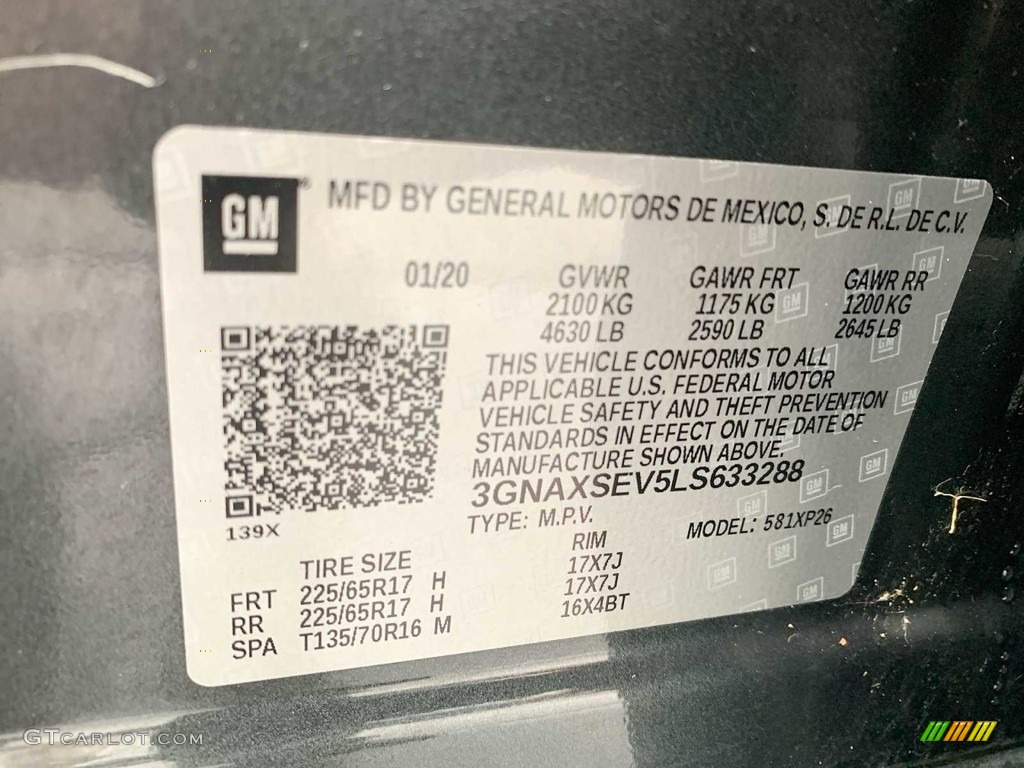 GM
MFD BY GENERAL MOTORS DE MEXICO, S. DE R.L. DE C.V.
01/20 GVWR GAWR FRT GAWR RR
2100 KG 1175 KG 1200 KG
4630 LB 2590 LB 2645 LB
THIS VEHICLE CONFORMS TO ALL
APPLICABLE U.S. FEDERAL MOTOR
VEHICLE SAFETY AND THEFT PREVENTION
STANDARDS IN EFFECT ON THE DATE OF
MANUFACTURE SHOWN ABOVE.
3GNAXSEV5LS633288
139X
TYPE: M.P.V. MODEL: 581XP26
TIRE SIZE RIM
FRT 225/65R17 H 17X7J
RR 225/65R17 H 17X7J
SPA T135/70R16 M 16X4BT
GTCARLOT.COM